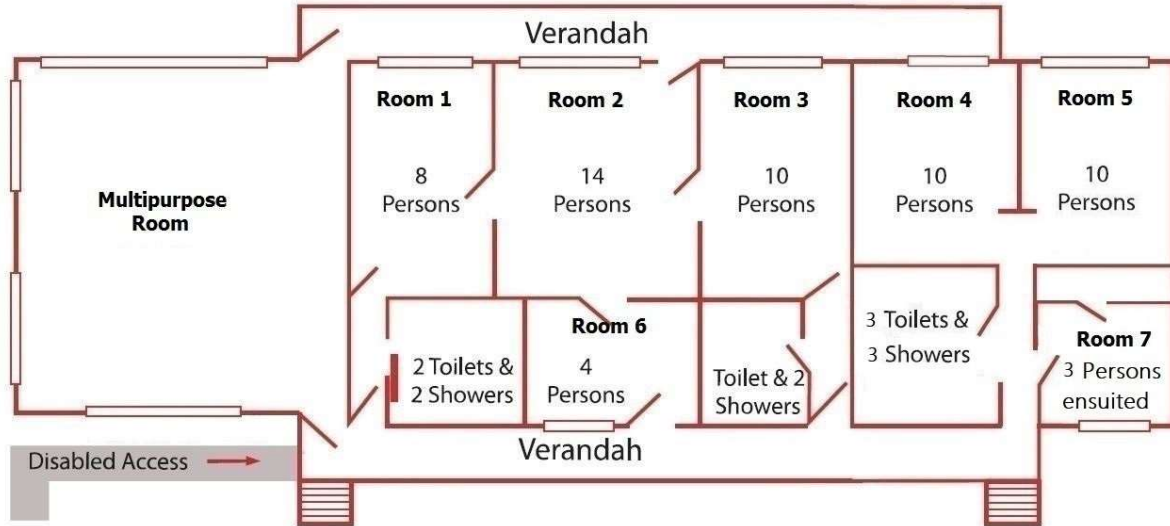 Verandah
Room 1
Room 2
Room 3
Room 4
Room 5
8
Persons
14
Persons
10
Persons
10
Persons
10
Persons
Multipurpose
Room
2 Toilets &
2 Showers
Room 6
4
Persons
Toilet & 2
Showers
3 Toilets &
3 Showers
Room 7
3 Persons
ensuited
Verandah
Disabled Access